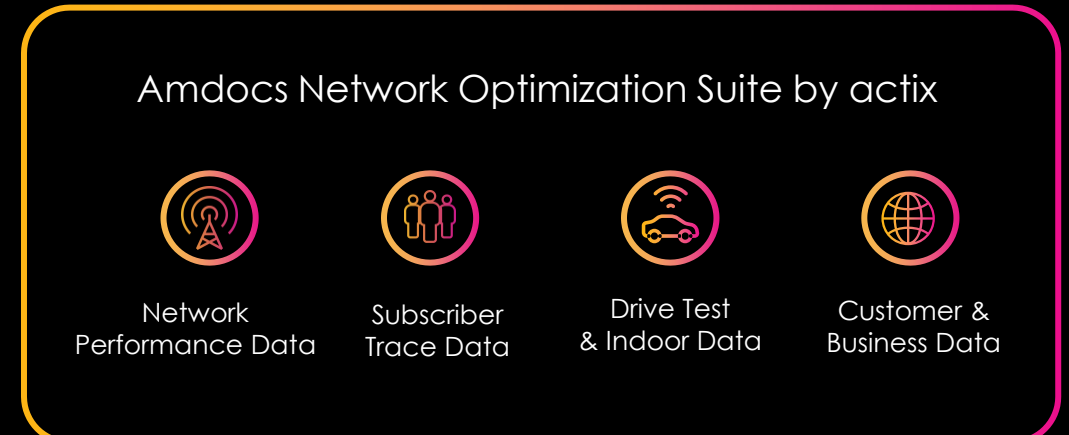 Amdocs Network Optimization Suite by actix
Network
Performance Data
Subscriber
Trace Data
Drive Test
& Indoor Data
Customer &
Business Data